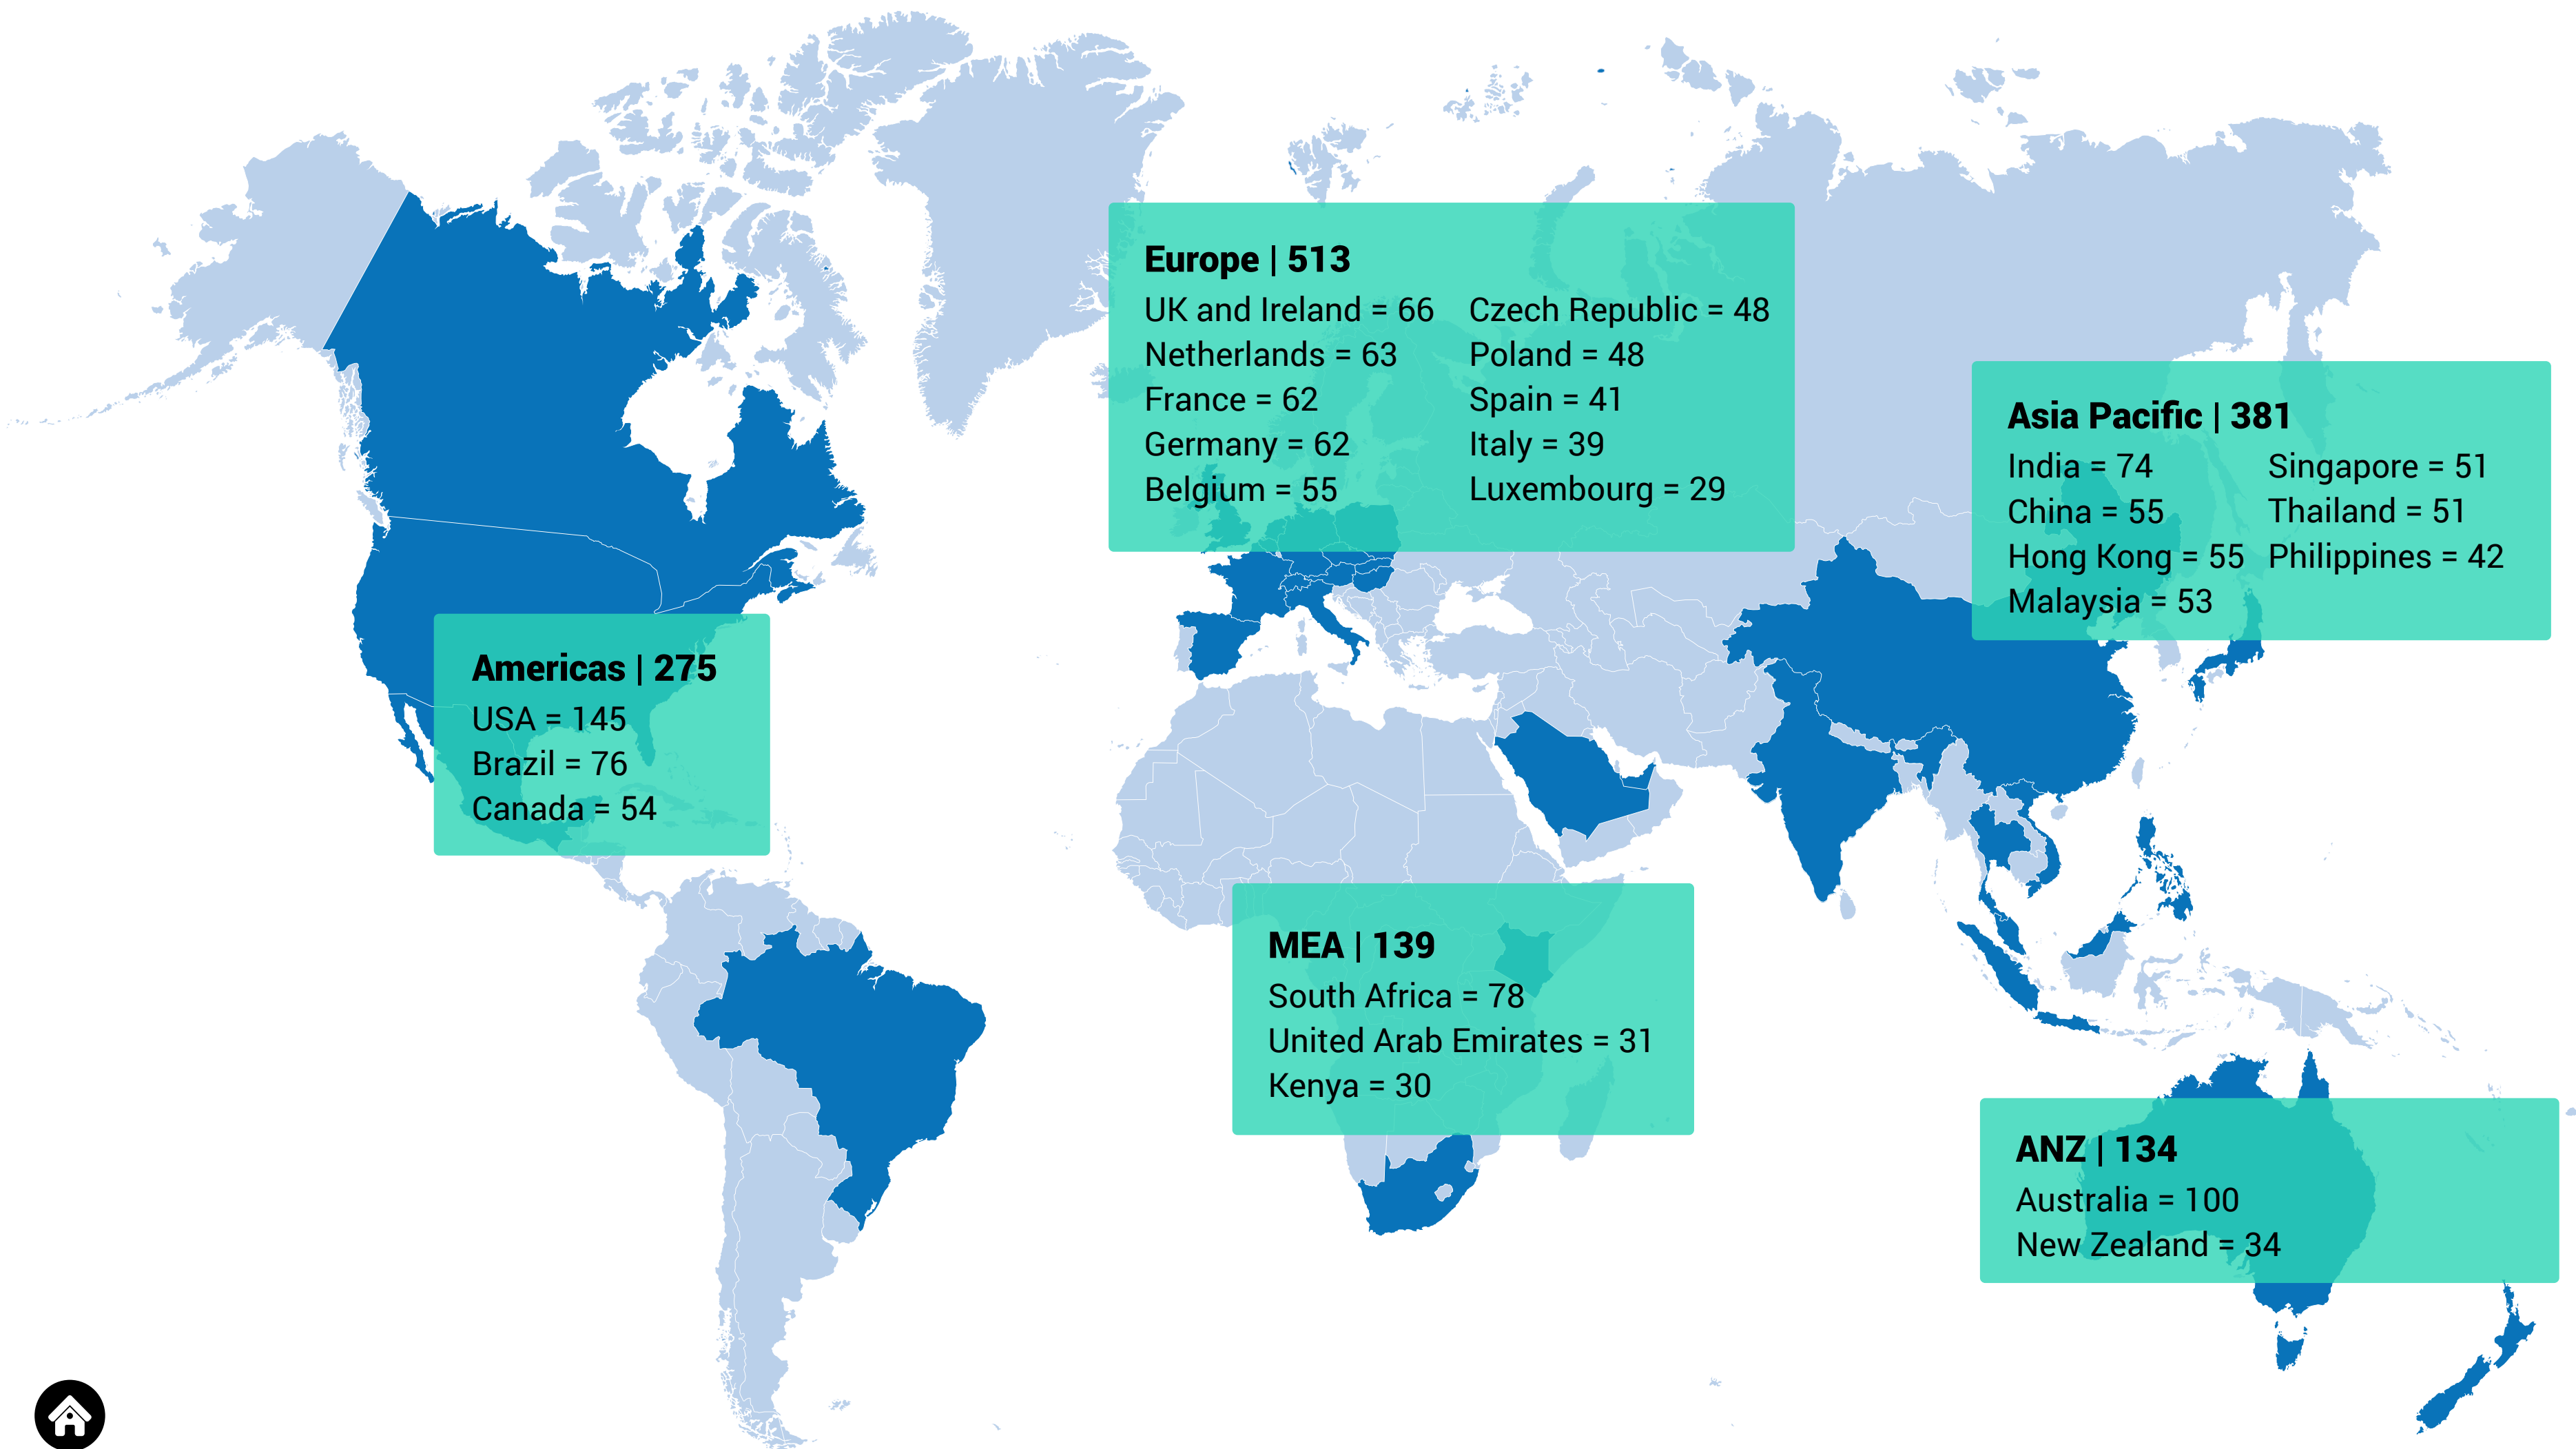 Europe | 513
UK and Ireland = 66
Netherlands = 63
France = 62
Germany = 62
Belgium = 55
Czech Republic = 48
Poland = 48
Spain = 41
Italy = 39
Luxembourg = 29
Asia Pacific | 381
India = 74
China = 55
Hong Kong = 55
Malaysia = 53
Singapore = 51
Thailand = 51
Philippines = 42
Americas | 275
USA = 145
Brazil = 76
Canada = 54
MEA | 139
South Africa = 78
United Arab Emirates = 31
Kenya = 30
ANZ | 134
Australia = 100
New Zealand = 34